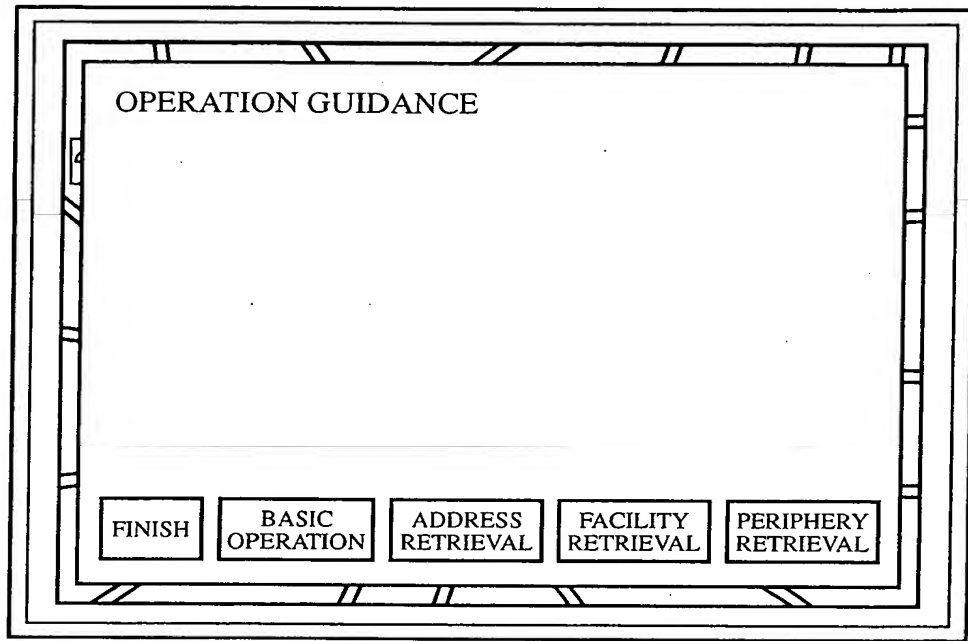 OPERATION GUIDANCE
FINISH
BASIC
OPERATION
ADDRESS
RETRIEVAL
FACILITY
RETRIEVAL
PERIPHERY
RETRIEVAL